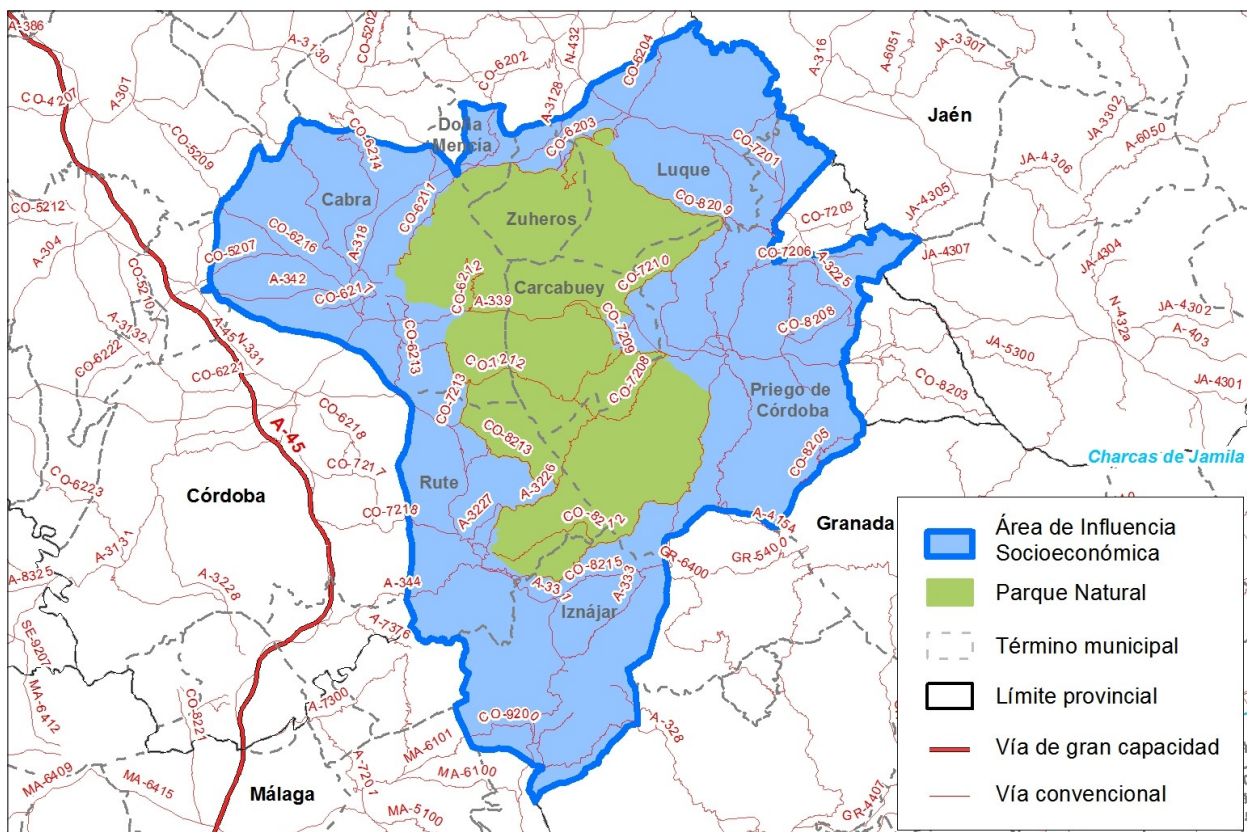 A-386
A-3130
CO-5202
CO-6202
N-432
CO-6204
A-316
A-6051
JA-3307
CO-4207
A-307
A-3128
Jaén
JA-3302
A-6050
CO-5209
CO-6214
Doña
Mencía
CO-6203
CO-7201
JA-4306
Luque
Cabra
CO-6211
JA-4305
CO-5212
Zuheros
CO-8209
CO-7203
A-304
CO-5207
CO-6216
A-318
CO-7206
A-3225
JA-4307
JA-4304
CO-5210
A-342
CO-6217
CO-6212
Carcabuey
CO-7210
A-339
N-432a
JA-4302
A-403
A-3132
A-45
N-331
CO-6222
CO-6213
CO-7209
CO-8208
JA-5300
CO-6227
CO-7212
CO-7208
CO-8203
JA-4301
CO-7213
Priego de
Córdoba
A-45
CO-6218
CO-8213
CO-8205
CO-7217
Charcas de Jamila
CO-6223
Córdoba
Rute
A-3226
CO-7218
A-3227
CO-8212
A-4154
Granada
A-3131
GR-5400
A-8325
A-3228
A-344
CO-8215
A-331
A-333
GR-6400
Iznájar
A-7376
SE-9207
MA-6412
CO-8221
A-7300
CO-9200
A-328
MA-6101
MA-6409
MA-6415
Málaga
A-7201
MA-6100
MA-5100
GR-4407
Área de Influencia
Socioeconómica
Parque Natural
Término municipal
Límite provincial
Vía de gran capacidad
Vía convencional